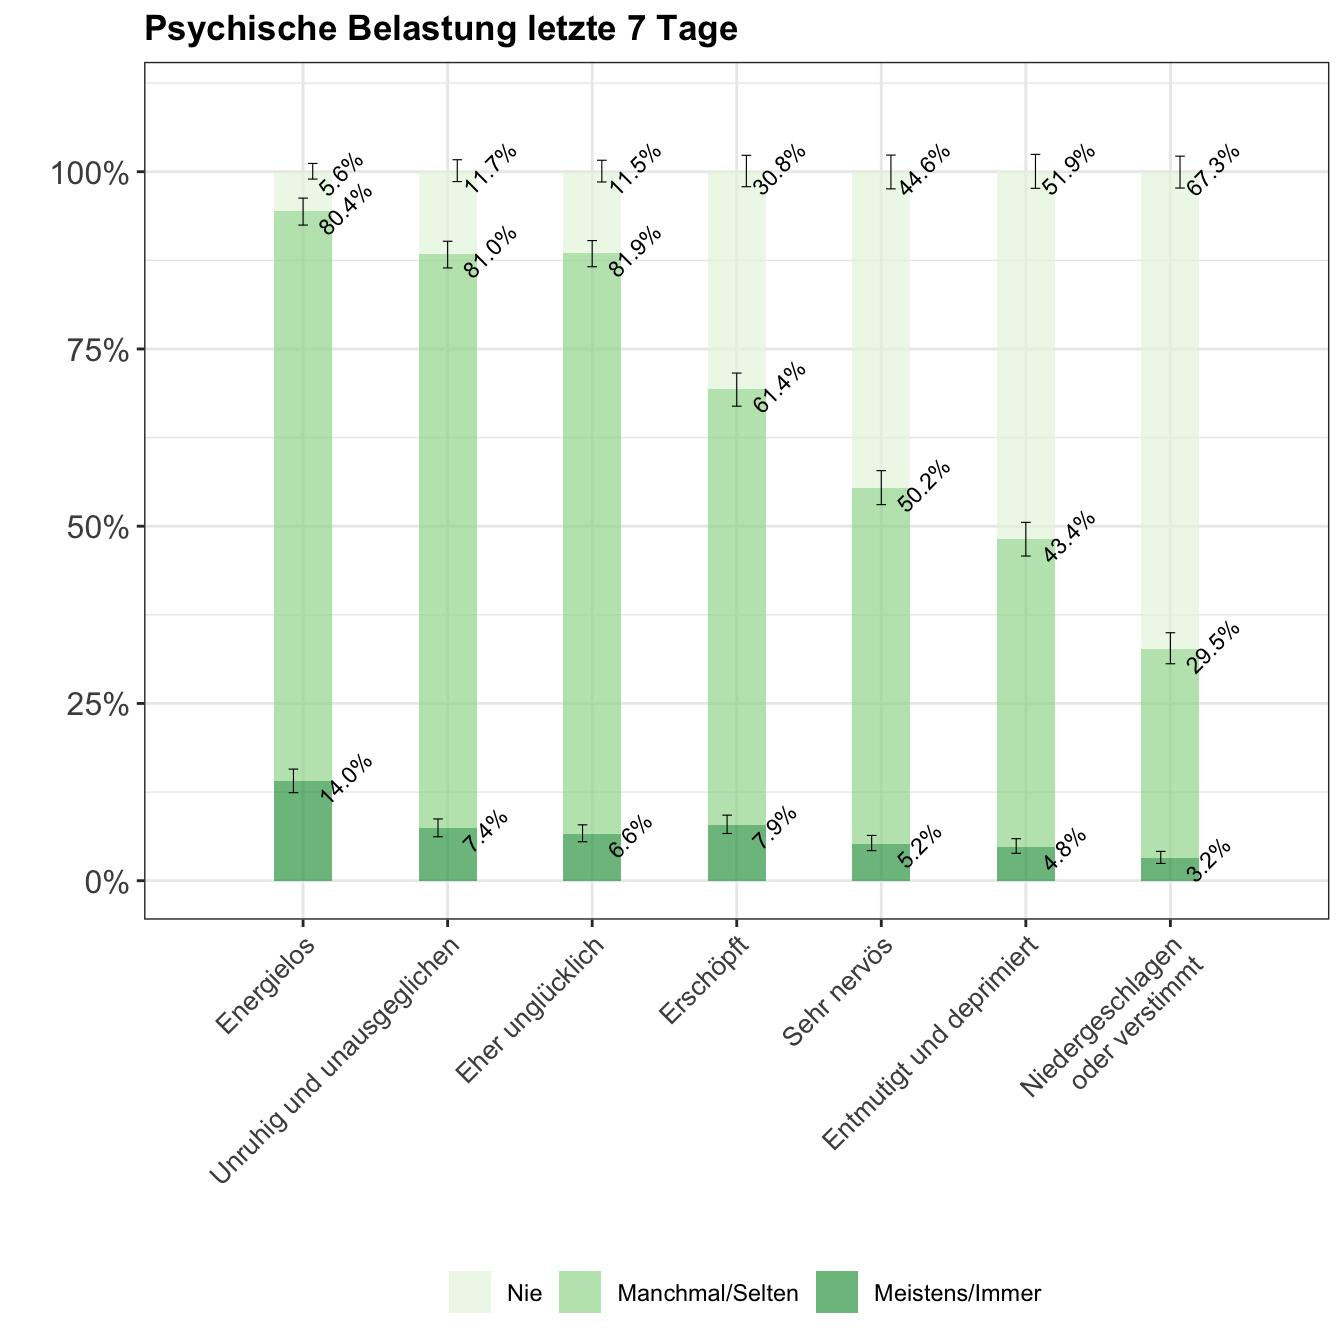 Psychische Belastung letzte 7 Tage
100%
75%
50%
25%
0%
5.6%
11.7%
11.5%
30.8%
44.6%
51.9%
67.3%
80.4%
81.0%
81.9%
61.4%
50.2%
43.4%
29.5%
14.0%
7.4%
6.6%
7.9%
5.2%
4.8%
3.2%
Energielos
Unruhig und unausgeglichen
Eher unglücklich
Erschöpft
Sehr nervös
Entmutigt und deprimiert
Niedergeschlagen
oder verstimmt
Nie
Manchmal/Selten
Meistens/Immer